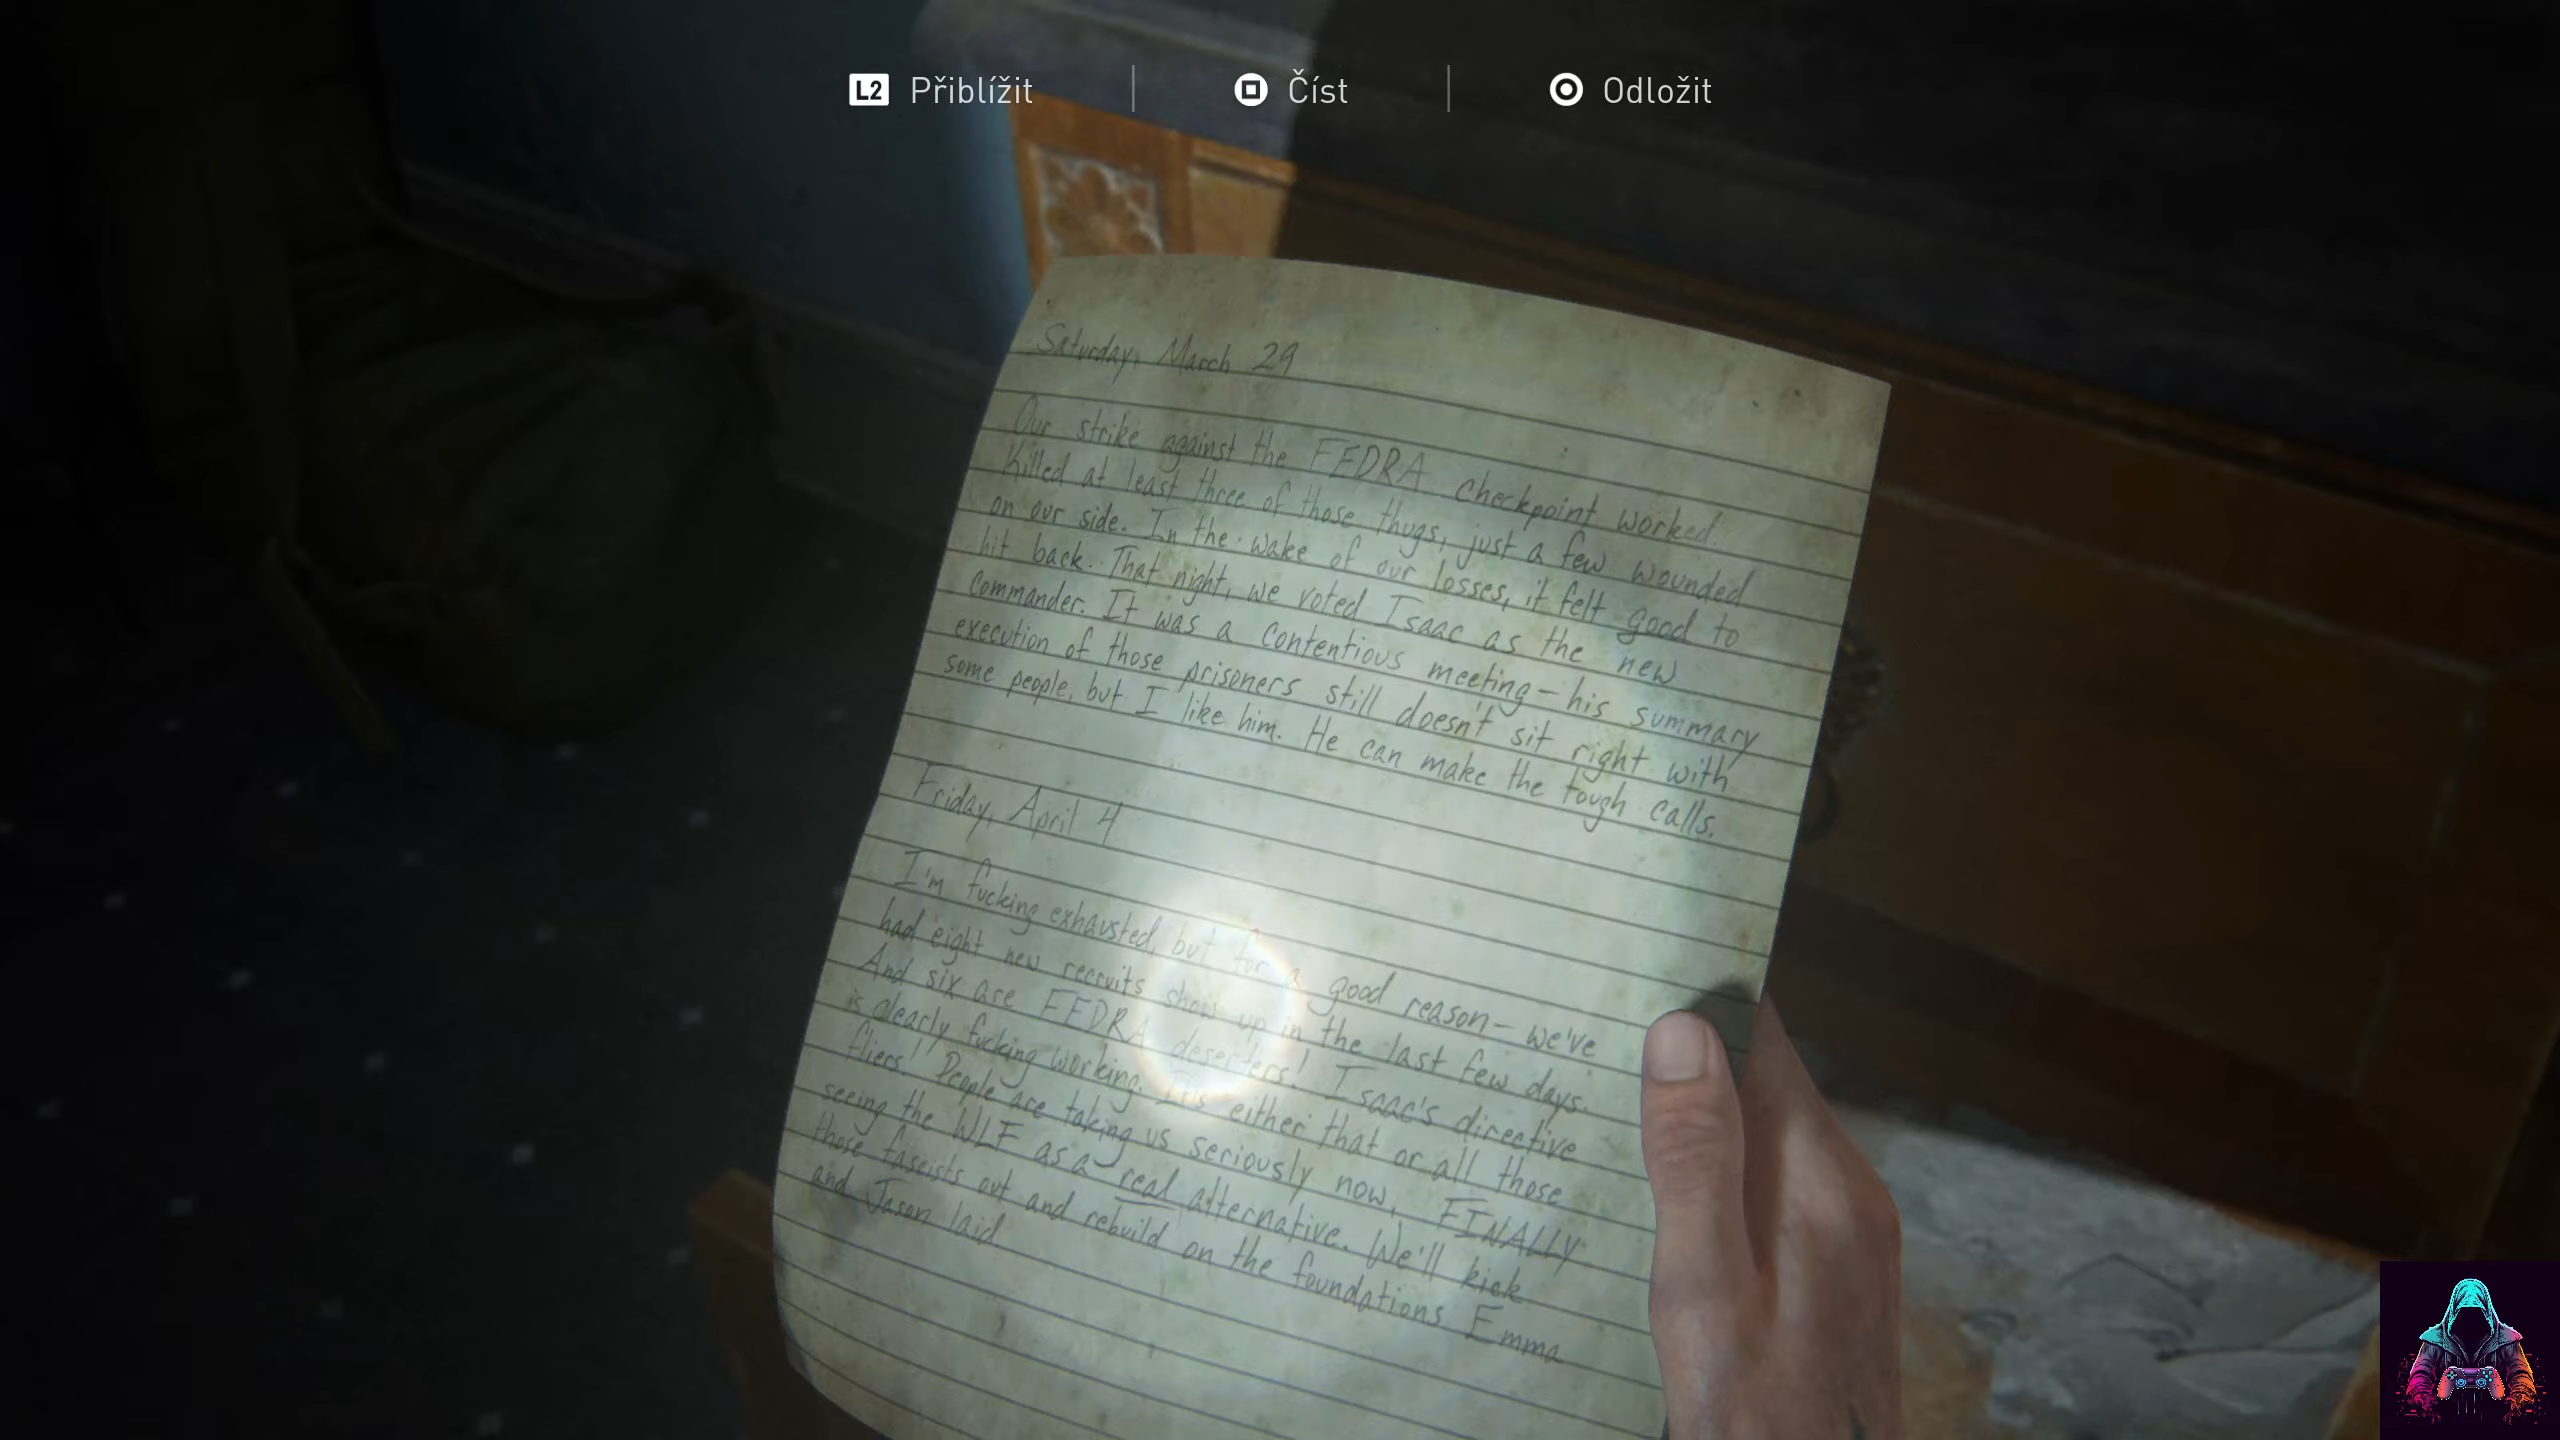 L2 Přiblížit
Číst
Odložit
Saturday, March 29
Our strike against the FEDRA checkpoint worked.
Killed at least three of those thugs, just a few wounded
on our side. In the wake of our losses, it felt good to
hit back. That night, we voted Isaac as the new
commander. It was a contentious meeting – his summary
execution of those prisoners still doesn't sit right with
some people, but I like him. He can make the tough calls.
Friday, April 4
I'm fucking exhausted, but for a good reason – we've
had eight new recruits show up in the last few days.
And six are FEDRA deserters! Isaac's directive
is clearly fucking working. It's either that or all those
fliers! People are taking us seriously now, FINALLY
seeing the WLF as a real alternative. We'll kick
those fascists out and rebuild on the foundations Emma
and Jason laid